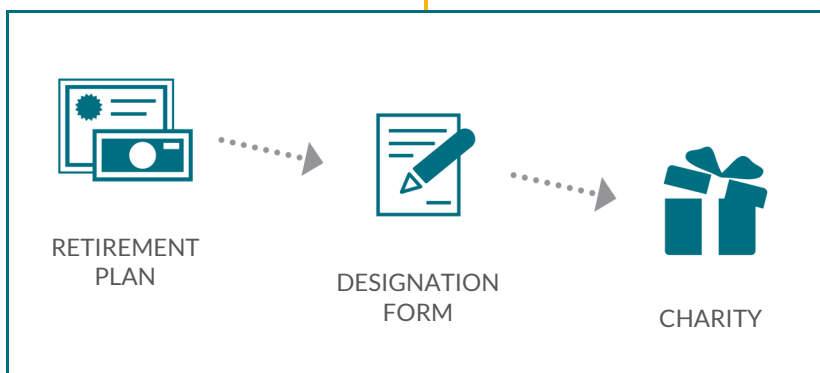 RETIREMENT
PLAN
DESIGNATION
FORM
CHARITY